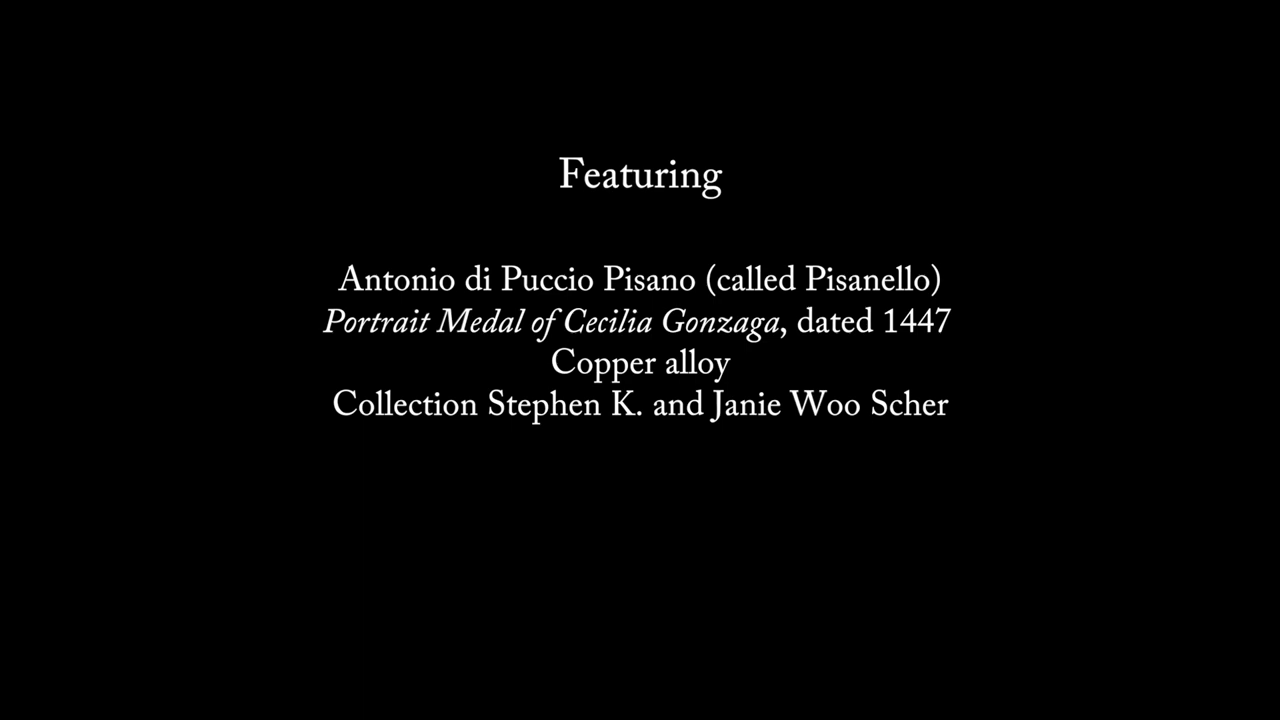 Featuring
Antonio di Puccio Pisano (called Pisanello)
Portrait Medal of Cecilia Gonzaga, dated 1447
Copper alloy
Collection Stephen K. and Janie Woo Scher